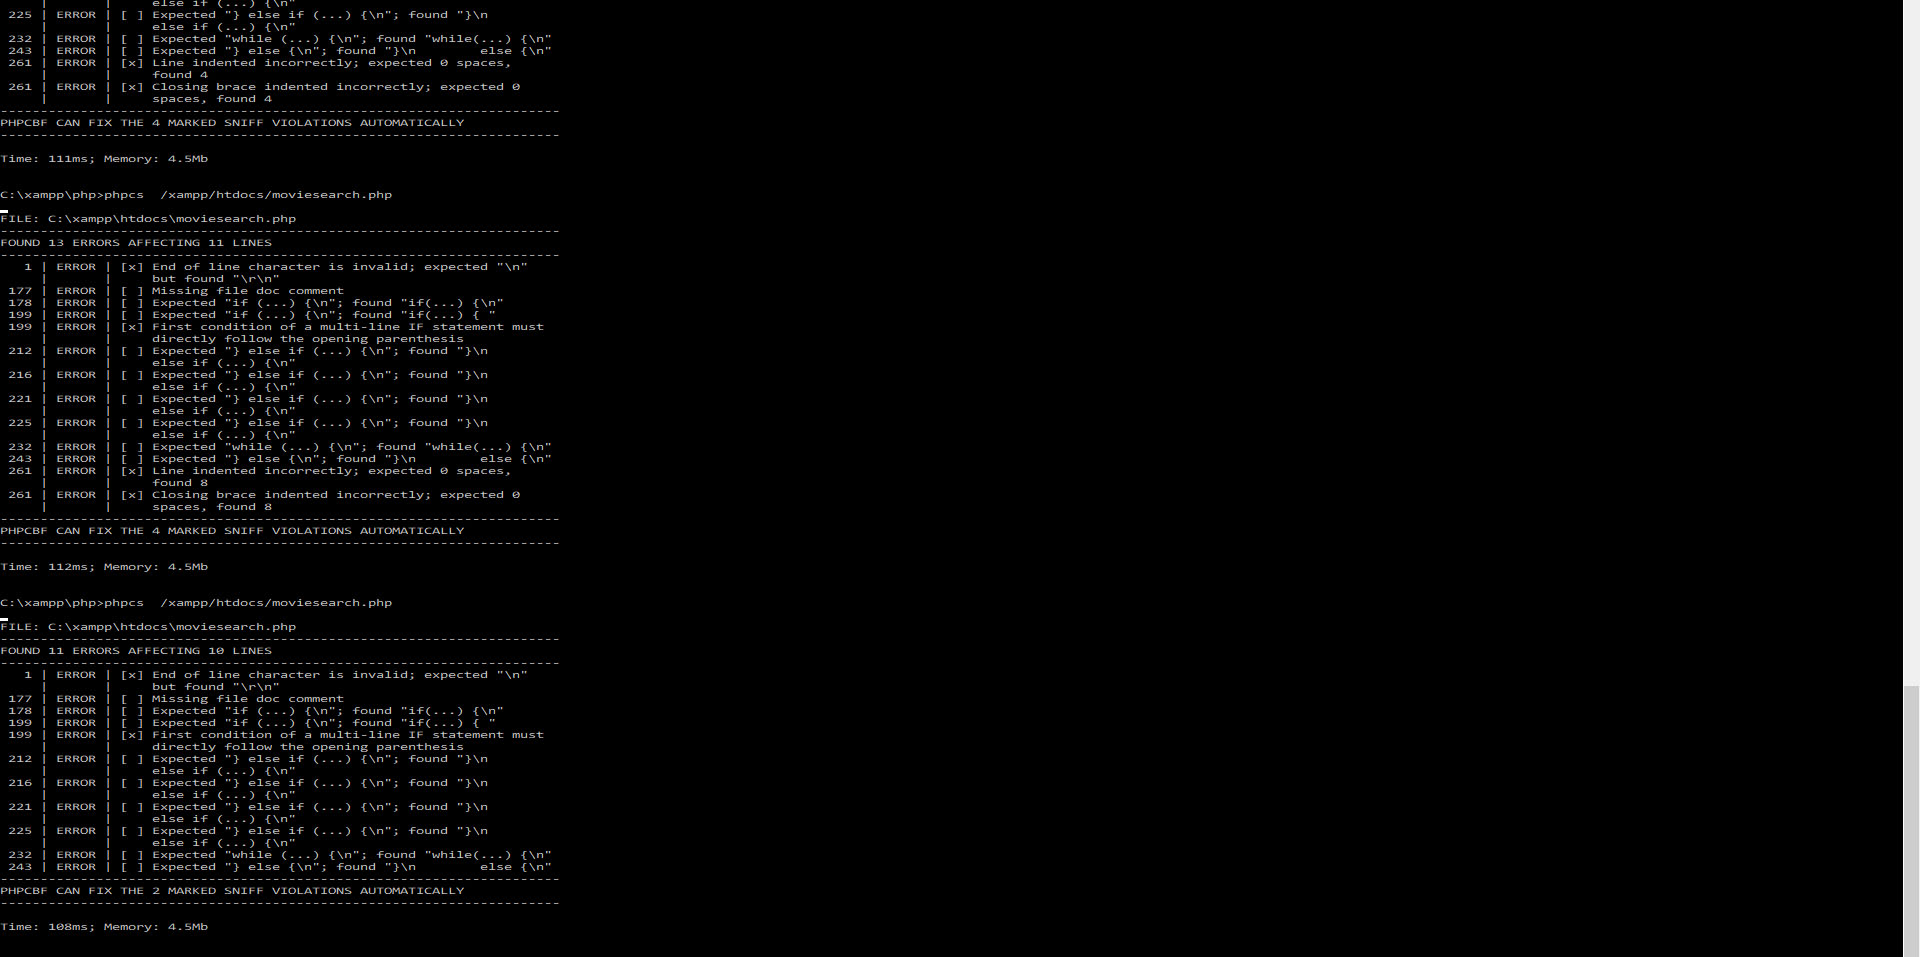 else if (...) {\n"
225 | ERROR | [ ] Expected "} else if (...) {\n"; found "}\n
| | else if (...) {\n"
232 | ERROR | [ ] Expected "while (...) {\n"; found "while(...) {\n"
243 | ERROR | [ ] Expected "} else {\n"; found "}\n        else {\n"
261 | ERROR | [x] Line indented incorrectly; expected 0 spaces,
| | found 4
261 | ERROR | [x] Closing brace indented incorrectly; expected 0
| | spaces, found 4
----------------------------------------------------------------------
PHPCBF CAN FIX THE 4 MARKED SNIFF VIOLATIONS AUTOMATICALLY
----------------------------------------------------------------------
Time: 111ms; Memory: 4.5Mb
C:\xampp\php>phpcs  /xampp/htdocs/moviesearch.php
FILE: C:\xampp\htdocs\moviesearch.php
----------------------------------------------------------------------
FOUND 13 ERRORS AFFECTING 11 LINES
----------------------------------------------------------------------
1 | ERROR | [x] End of line character is invalid; expected "\n"
| | but found "\r\n"
177 | ERROR | [ ] Missing file doc comment
178 | ERROR | [ ] Expected "if (...) {\n"; found "if(...) {\n"
199 | ERROR | [ ] Expected "if (...) {\n"; found "if(...) { "
199 | ERROR | [x] First condition of a multi-line IF statement must
| | directly follow the opening parenthesis
212 | ERROR | [ ] Expected "} else if (...) {\n"; found "}\n
| | else if (...) {\n"
216 | ERROR | [ ] Expected "} else if (...) {\n"; found "}\n
| | else if (...) {\n"
221 | ERROR | [ ] Expected "} else if (...) {\n"; found "}\n
| | else if (...) {\n"
225 | ERROR | [ ] Expected "} else if (...) {\n"; found "}\n
| | else if (...) {\n"
232 | ERROR | [ ] Expected "while (...) {\n"; found "while(...) {\n"
243 | ERROR | [ ] Expected "} else {\n"; found "}\n        else {\n"
261 | ERROR | [x] Line indented incorrectly; expected 0 spaces,
| | found 8
261 | ERROR | [x] Closing brace indented incorrectly; expected 0
| | spaces, found 8
----------------------------------------------------------------------
PHPCBF CAN FIX THE 4 MARKED SNIFF VIOLATIONS AUTOMATICALLY
----------------------------------------------------------------------
Time: 112ms; Memory: 4.5Mb
C:\xampp\php>phpcs  /xampp/htdocs/moviesearch.php
FILE: C:\xampp\htdocs\moviesearch.php
----------------------------------------------------------------------
FOUND 11 ERRORS AFFECTING 10 LINES
----------------------------------------------------------------------
1 | ERROR | [x] End of line character is invalid; expected "\n"
| | but found "\r\n"
177 | ERROR | [ ] Missing file doc comment
178 | ERROR | [ ] Expected "if (...) {\n"; found "if(...) {\n"
199 | ERROR | [ ] Expected "if (...) {\n"; found "if(...) { "
199 | ERROR | [x] First condition of a multi-line IF statement must
| | directly follow the opening parenthesis
212 | ERROR | [ ] Expected "} else if (...) {\n"; found "}\n
| | else if (...) {\n"
216 | ERROR | [ ] Expected "} else if (...) {\n"; found "}\n
| | else if (...) {\n"
221 | ERROR | [ ] Expected "} else if (...) {\n"; found "}\n
| | else if (...) {\n"
225 | ERROR | [ ] Expected "} else if (...) {\n"; found "}\n
| | else if (...) {\n"
232 | ERROR | [ ] Expected "while (...) {\n"; found "while(...) {\n"
243 | ERROR | [ ] Expected "} else {\n"; found "}\n        else {\n"
----------------------------------------------------------------------
PHPCBF CAN FIX THE 2 MARKED SNIFF VIOLATIONS AUTOMATICALLY
----------------------------------------------------------------------
Time: 108ms; Memory: 4.5Mb